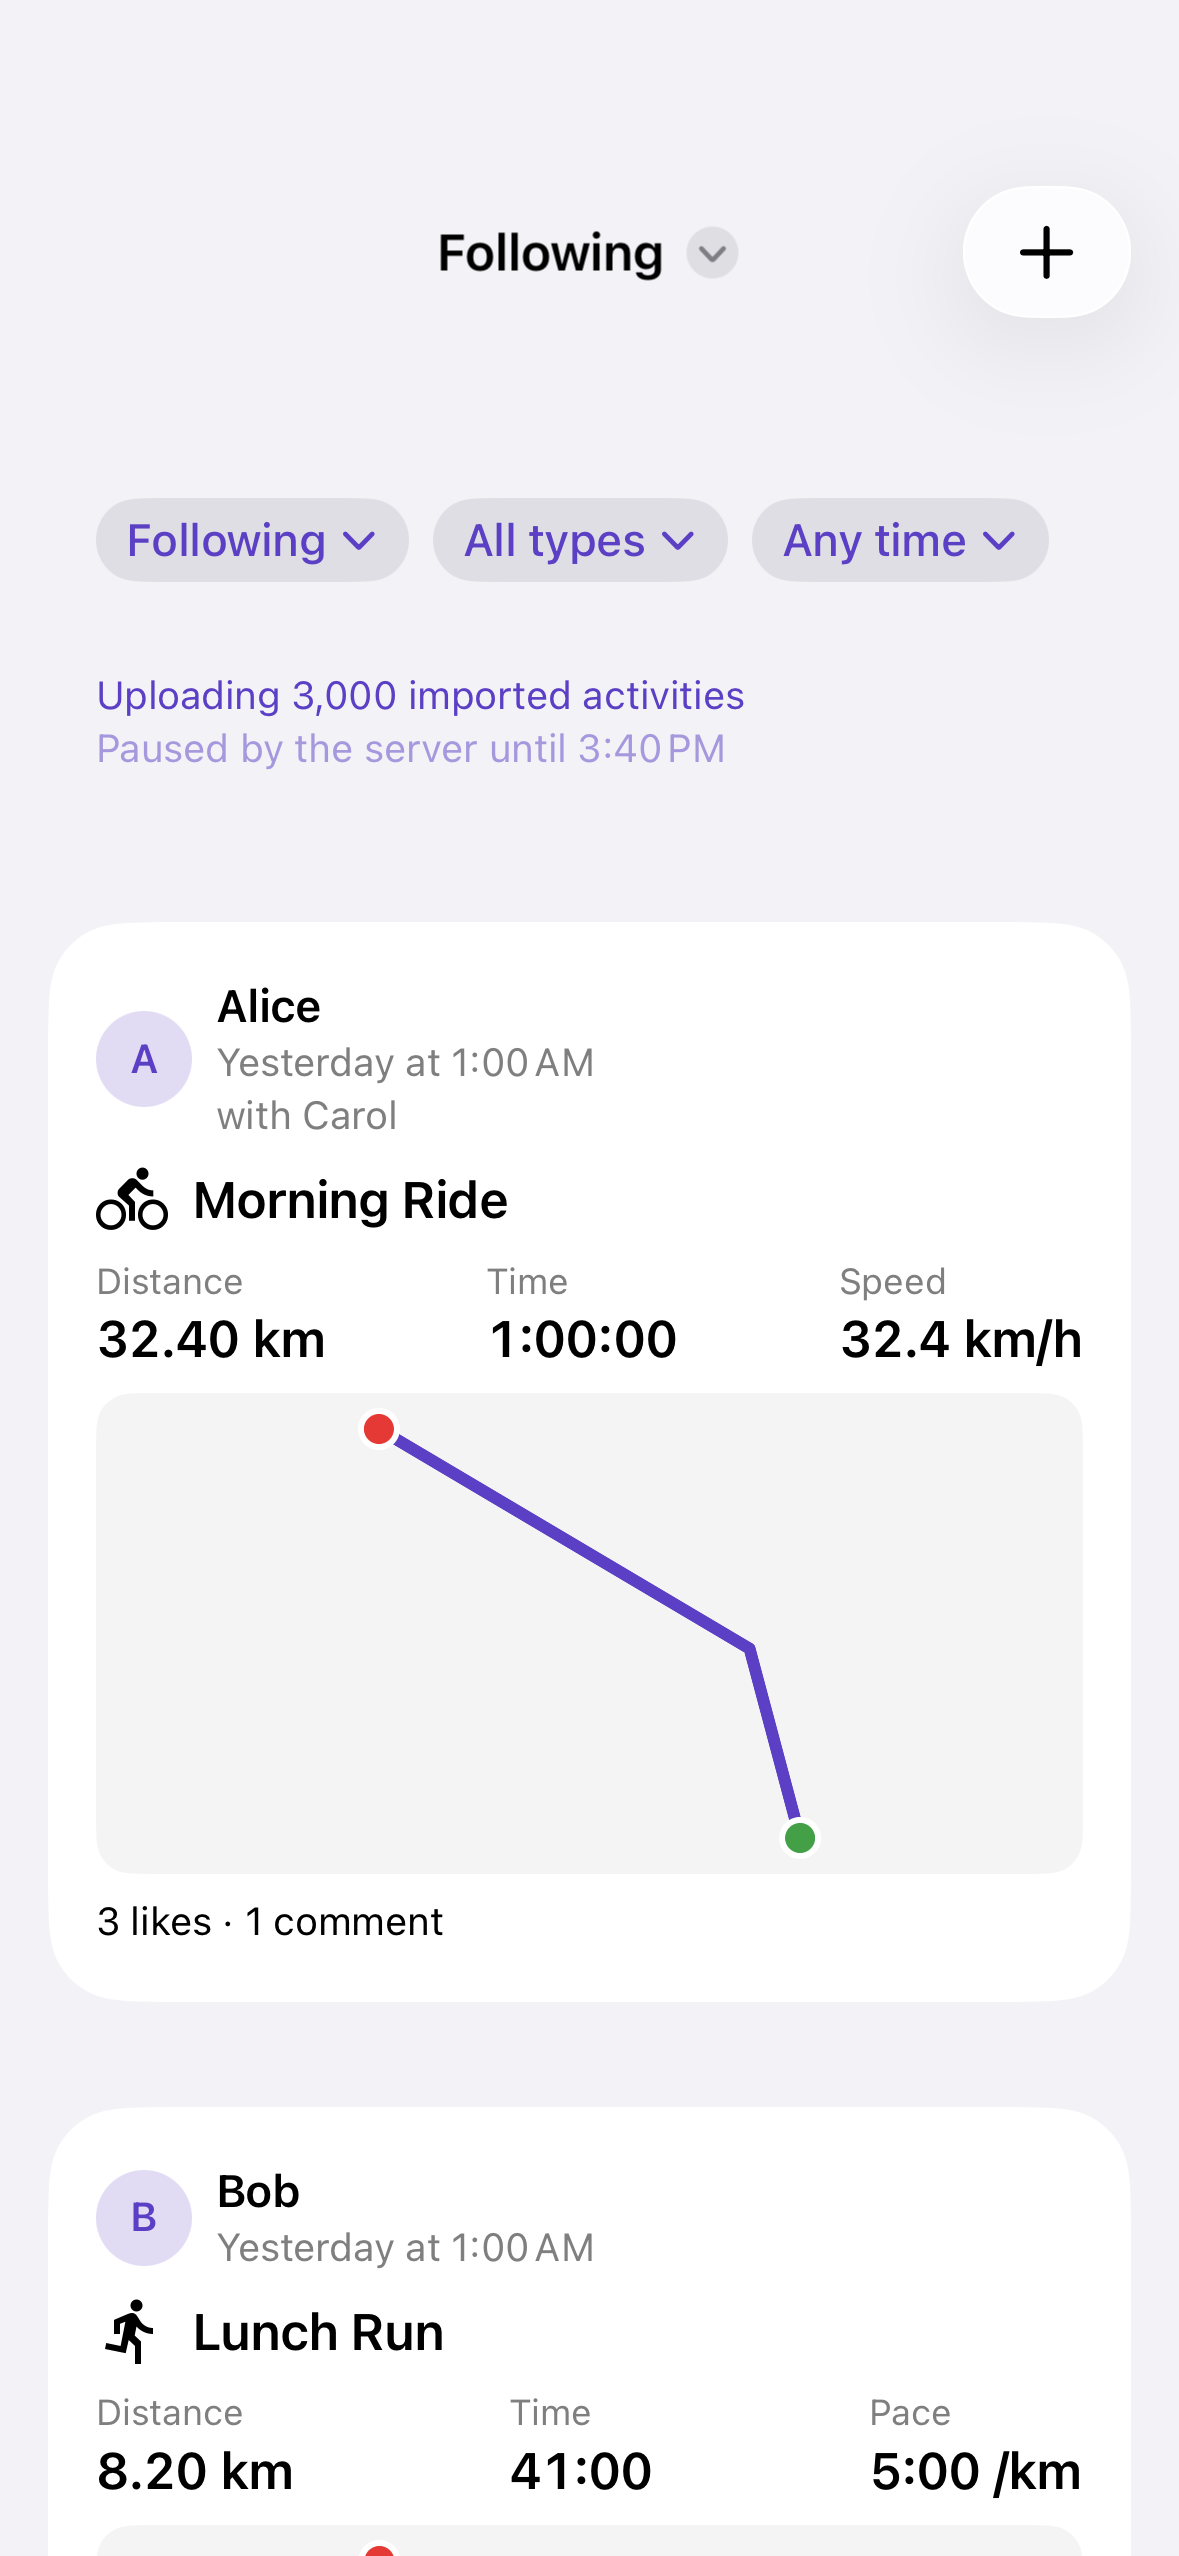 Following
Following
All types
Any time
Uploading 3,000 imported activities
Paused by the server until 3:40 PM
A
Alice
Yesterday at 1:00 AM
with Carol
Morning Ride
Distance Time Speed
32.40 km 1:00:00 32.4 km/h
3 likes · 1 comment
B
Bob
Yesterday at 1:00 AM
Lunch Run
Distance Time Pace
8.20 km 41:00 5:00 /km